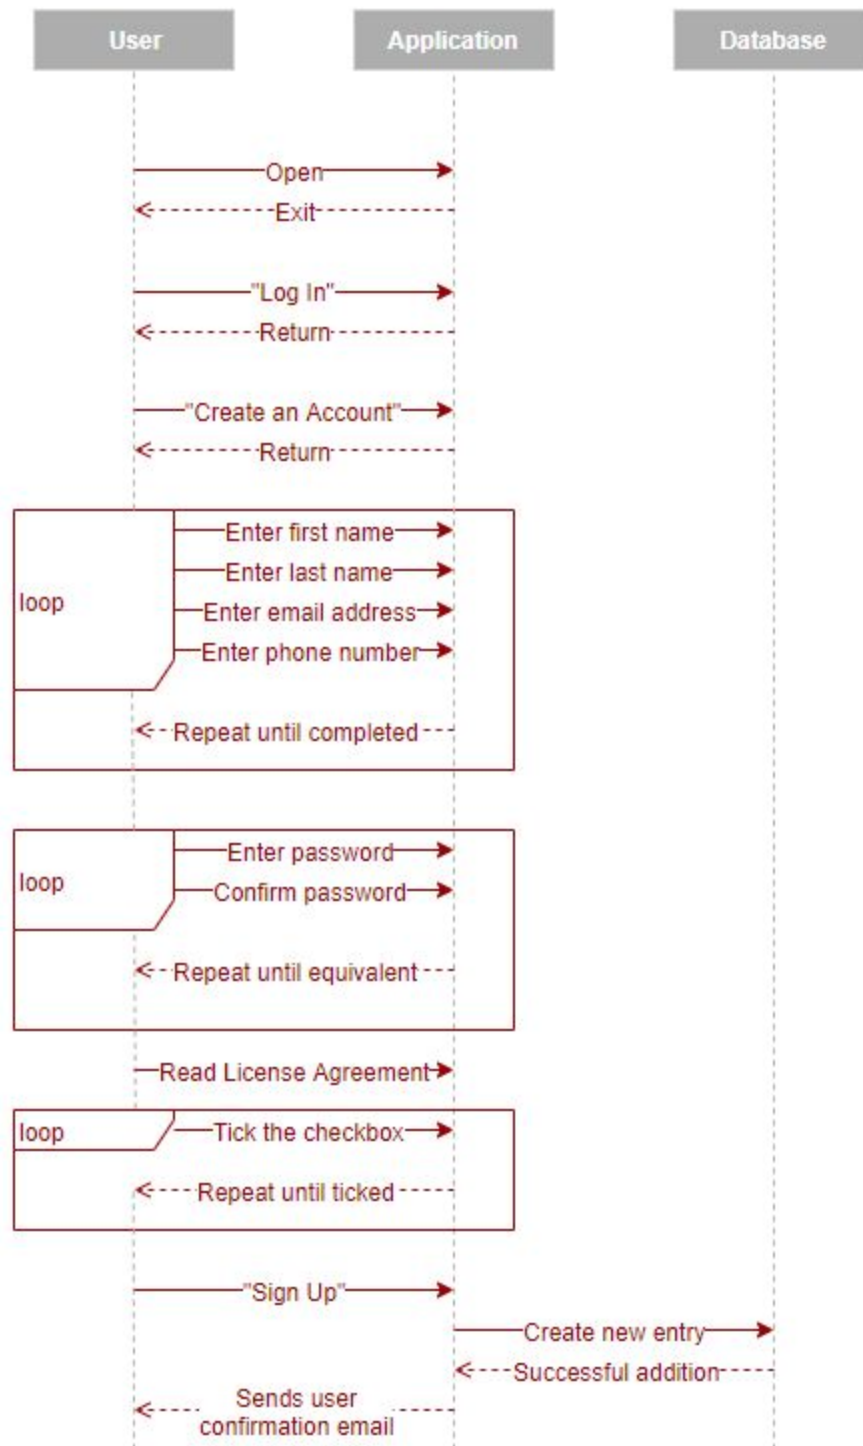 User
Application
Database
Open
Exit
"Log In"
Return
"Create an Account"
Return
loop
Enter first name
Enter last name
Enter email address
Enter phone number
Repeat until completed
loop
Enter password
Confirm password
Repeat until equivalent
Read License Agreement
loop
Tick the checkbox
Repeat until ticked
"Sign Up"
Create new entry
Successful addition
Sends user
confirmation email